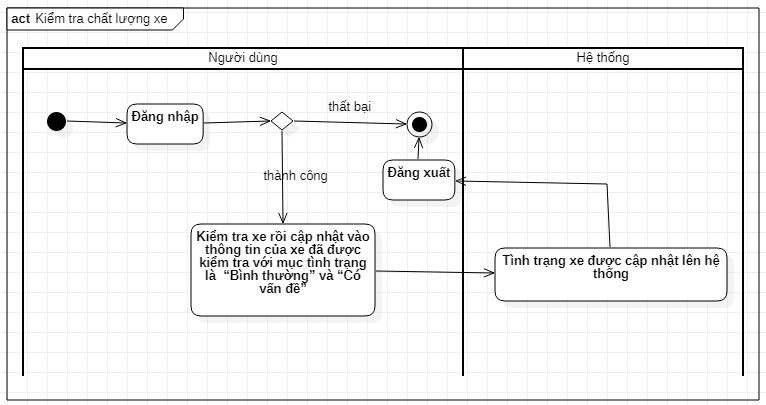 act Kiểm tra chất lượng xe
Người dùng
Hệ thống
Đăng nhập
thất bại
thành công
Đăng xuất
Kiểm tra xe rồi cập nhật vào
thông tin của xe đã được
kiểm tra với mục tình trạng
là “Bình thường” và “Có
vấn đề”
Tình trạng xe được cập nhật lên hệ
thống